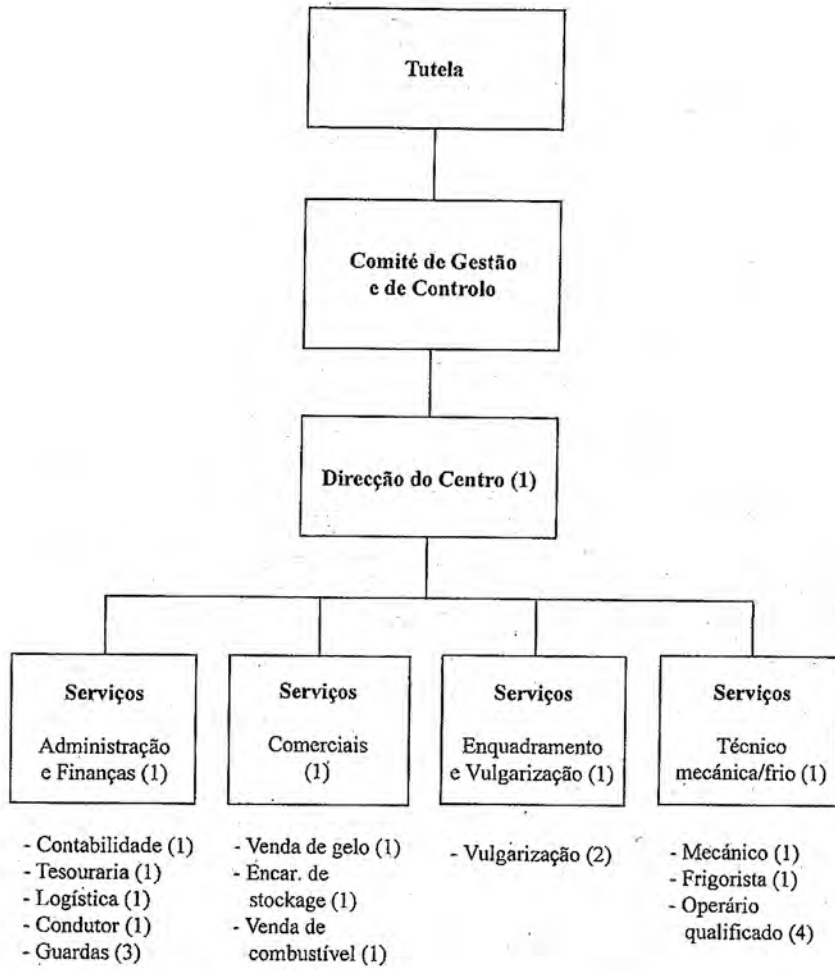 Tutela
Comité de Gestão
e de Controlo
Direcção do Centro (1)
Serviços
Administração
e Finanças (1)
- Contabilidade (1)
- Tesouraria (1)
- Logística (1)
- Condutor (1)
- Guardas (3)
Serviços
Comerciais
(1)
- Venda de gelo (1)
- Encar. de
stockage (1)
- Venda de
combustível (1)
Serviços
Enquadramento
e Vulgarização (1)
- Vulgarização (2)
Serviços
Técnico
mecánica/frio (1)
- Mecánico (1)
- Frigorista (1)
- Operário
qualificado (4)